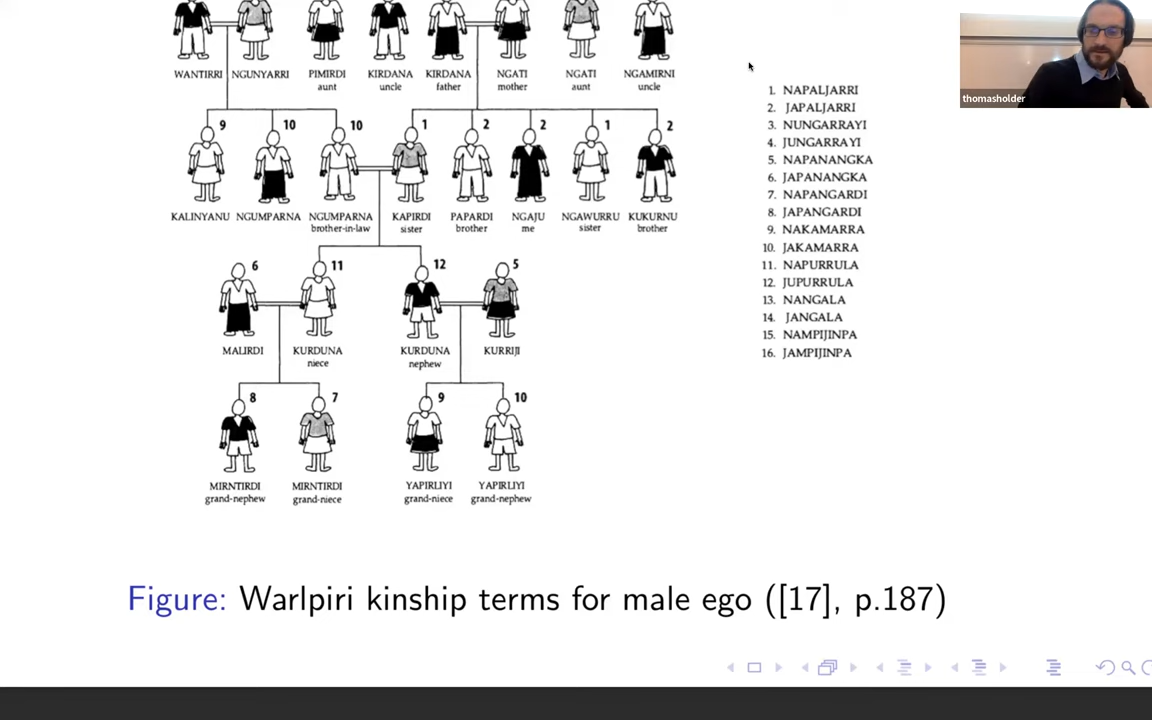 WANTIRRI NGUNYARRI PIMIRDI KIRDANA KIRDANA NGATI NGATI NGAMIRNI
aunt uncle father mother aunt uncle
9 10 10 1 2 2 1 2
KALINYANU NGUMPARNA NGUMPARNA KAPIRDI PAPARDI NGAJU NGAWURRU KUKURNU
brother-in-law sister brother me sister brother
6 11 12 5
MALIRDI KURDUNA KURDUNA KURRIJI
niece nephew
8 7 9 10
MIRNTIRDI MIRNTIRDI YAPIRLIYI YAPIRLIYI
grand-nephew grand-niece grand-niece grand-nephew
thomasholder
1. NAPALJARRI
2. JAPALJARRI
3. NUNGARRAYI
4. JUNGARRAYI
5. NAPANANGKA
6. JAPANANGKA
7. NAPANGARDI
8. JAPANGARDI
9. NAKAMARRA
10. JAKAMARRA
11. NAPURRULA
12. JUPURRULA
13. NANGALA
14. JANGALA
15. NAMPIJINPA
16. JAMPIJINPA
Figure: Warlpiri kinship terms for male ego ([17], p.187)